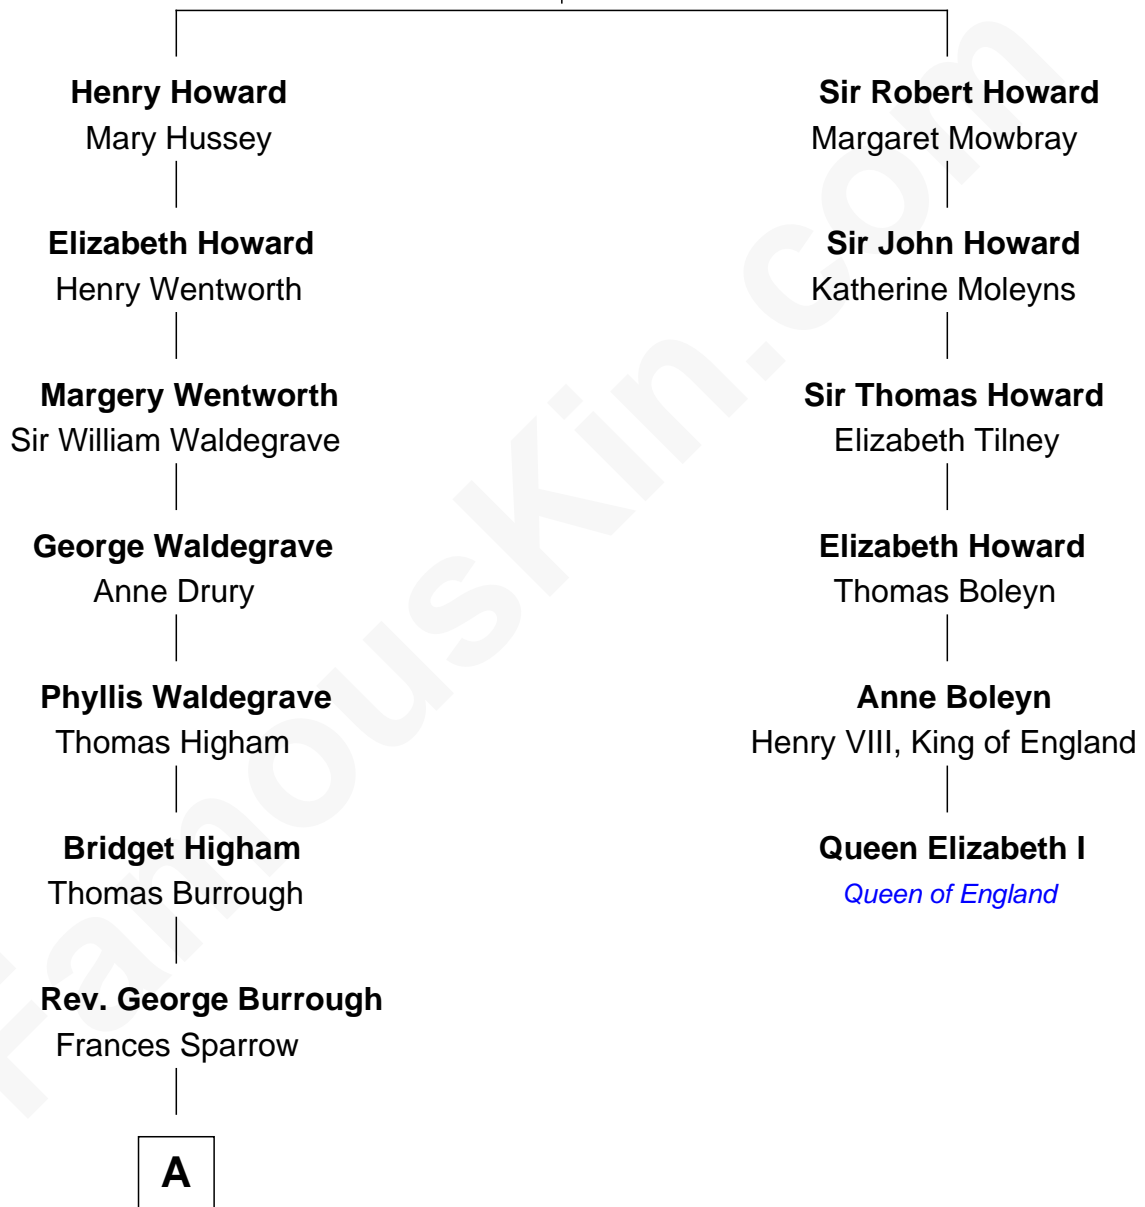 Henry Howard
Mary Hussey
Elizabeth Howard
Henry Wentworth
Margery Wentworth
Sir William Waldegrave
George Waldegrave
Anne Drury
Phyllis Waldegrave
Thomas Higham
Bridget Higham
Thomas Burrough
Rev. George Burrough
Frances Sparrow
A
Sir Robert Howard
Margaret Mowbray
Sir John Howard
Katherine Moleyns
Sir Thomas Howard
Elizabeth Tilney
Elizabeth Howard
Thomas Boleyn
Anne Boleyn
Henry VIII, King of England
Queen Elizabeth I
Queen of England
FamousKin.com